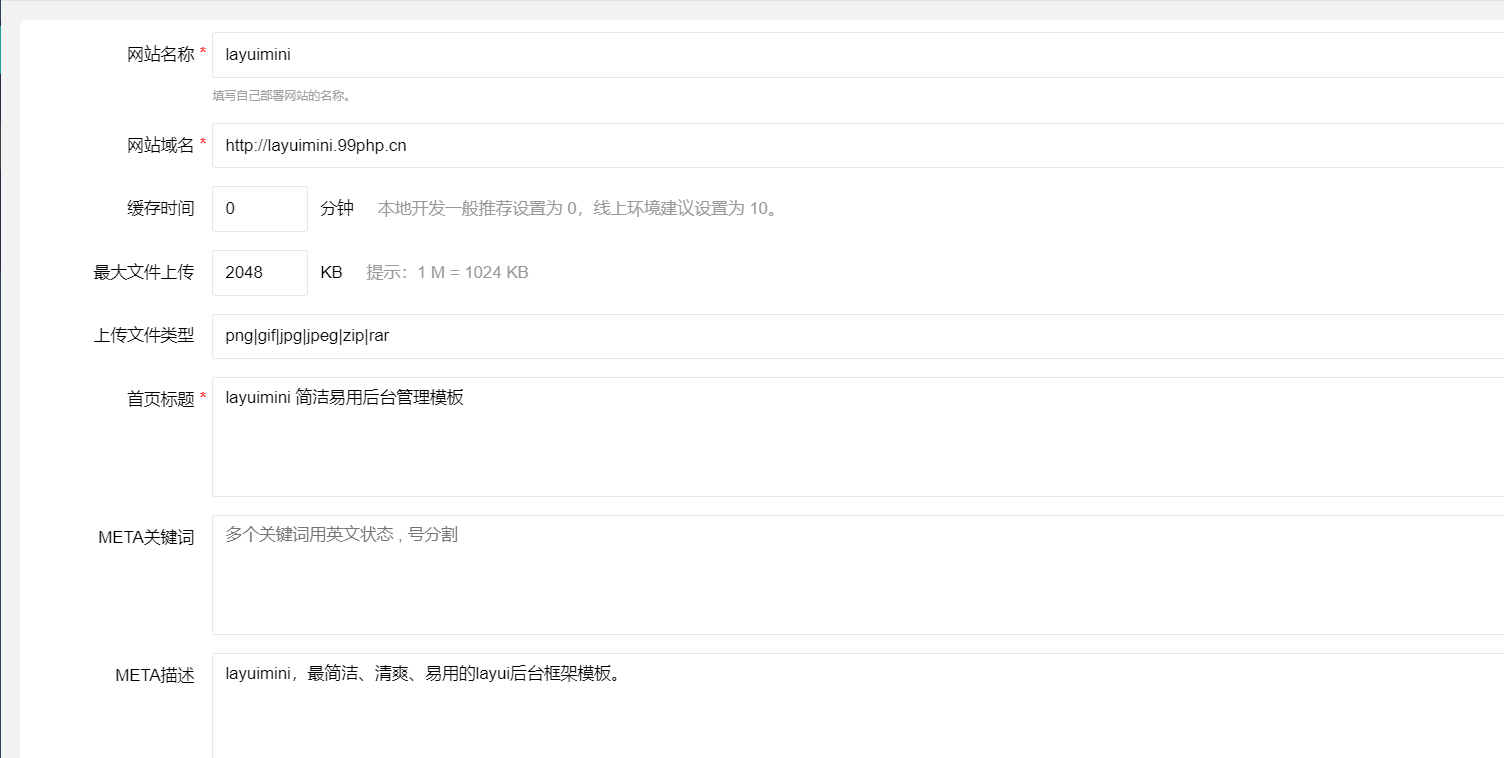 网站名称 * layuimini
填写自己部署网站的名称。
网站域名 * http://layuimini.99php.cn
缓存时间 0 分钟 本地开发一般推荐设置为 0，线上环境建议设置为 10。
最大文件上传 2048 KB 提示：1 M = 1024 KB
上传文件类型 png|gif|jpg|jpeg|zip|rar
首页标题 * layuimini 简洁易用后台管理模板
META关键词 多个关键词用英文状态 , 号分割
META描述 layuimini，最简洁、清爽、易用的layui后台框架模板。